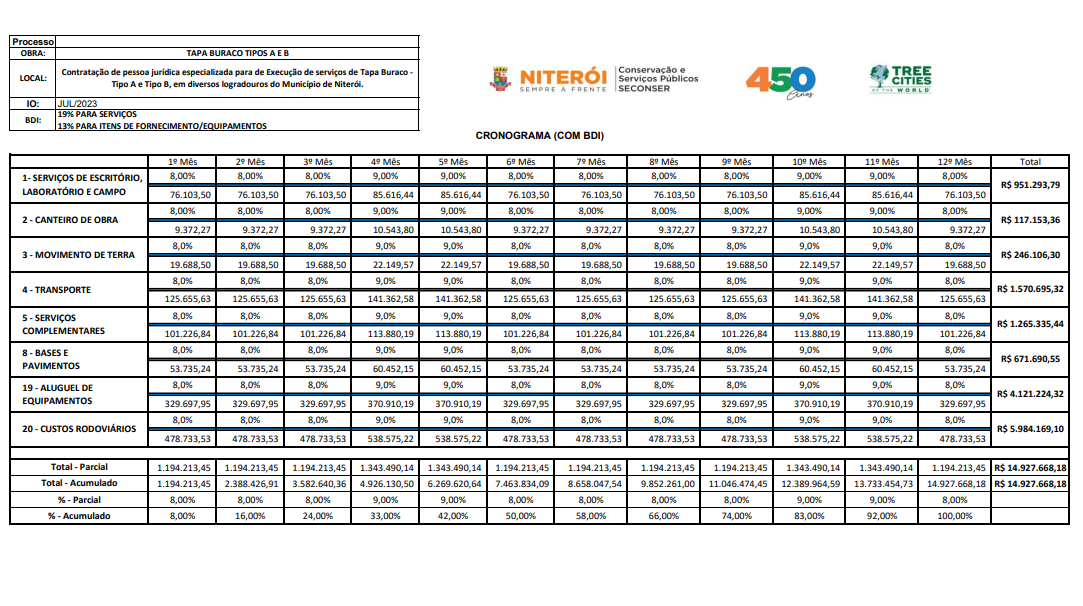 Processo
OBRA: TAPA BURACO TIPOS A E B
LOCAL: Contratação de pessoa jurídica especializada para de Execução de serviços de Tapa Buraco -
Tipo A e Tipo B, em diversos logradouros do Município de Niterói.
IO: JUL/2023
BDI: 19% PARA SERVIÇOS
13% PARA ITENS DE FORNECIMENTO/EQUIPAMENTOS
NITERÓI
SEMPRE À FRENTE
Conservação e
Serviços Públicos
SECONSER
450
Anos
TREE
CITIES
OF THE WORLD
CRONOGRAMA (COM BDI)
1º Mês 2º Mês 3º Mês 4º Mês 5º Mês 6º Mês 7º Mês 8º Mês 9º Mês 10º Mês 11º Mês 12º Mês Total
1- SERVIÇOS DE ESCRITÓRIO,
LABORATÓRIO E CAMPO
8,00% 8,00% 8,00% 9,00% 9,00% 8,00% 8,00% 8,00% 8,00% 9,00% 9,00% 8,00%
76.103,50 76.103,50 76.103,50 85.616,44 85.616,44 76.103,50 76.103,50 76.103,50 76.103,50 85.616,44 85.616,44 76.103,50
R$ 951.293,79
2 - CANTEIRO DE OBRA
8,00% 8,00% 8,00% 9,00% 9,00% 8,00% 8,00% 8,00% 8,00% 9,00% 9,00% 8,00%
9.372,27 9.372,27 9.372,27 10.543,80 10.543,80 9.372,27 9.372,27 9.372,27 9.372,27 10.543,80 10.543,80 9.372,27
R$ 117.153,36
3 - MOVIMENTO DE TERRA
8,0% 8,0% 8,0% 9,0% 9,0% 8,0% 8,0% 8,0% 8,0% 9,0% 9,0% 8,0%
19.688,50 19.688,50 19.688,50 22.149,57 22.149,57 19.688,50 19.688,50 19.688,50 19.688,50 22.149,57 22.149,57 19.688,50
R$ 246.106,30
4 - TRANSPORTE
8,0% 8,0% 8,0% 9,0% 9,0% 8,0% 8,0% 8,0% 8,0% 9,0% 9,0% 8,0%
125.655,63 125.655,63 125.655,63 141.362,58 141.362,58 125.655,63 125.655,63 125.655,63 125.655,63 141.362,58 141.362,58 125.655,63
R$ 1.570.695,32
5 - SERVIÇOS
COMPLEMENTARES
8,0% 8,0% 8,0% 9,0% 9,0% 8,0% 8,0% 8,0% 8,0% 9,0% 9,0% 8,0%
101.226,84 101.226,84 101.226,84 113.880,19 113.880,19 101.226,84 101.226,84 101.226,84 101.226,84 113.880,19 113.880,19 101.226,84
R$ 1.265.335,44
8 - BASES E
PAVIMENTOS
8,0% 8,0% 8,0% 9,0% 9,0% 8,0% 8,0% 8,0% 8,0% 9,0% 9,0% 8,0%
53.735,24 53.735,24 53.735,24 60.452,15 60.452,15 53.735,24 53.735,24 53.735,24 53.735,24 60.452,15 60.452,15 53.735,24
R$ 671.690,55
19 - ALUGUEL DE
EQUIPAMENTOS
8,0% 8,0% 8,0% 9,0% 9,0% 8,0% 8,0% 8,0% 8,0% 9,0% 9,0% 8,0%
329.697,95 329.697,95 329.697,95 370.910,19 370.910,19 329.697,95 329.697,95 329.697,95 329.697,95 370.910,19 370.910,19 329.697,95
R$ 4.121.224,32
20 - CUSTOS RODOVIÁRIOS
8,0% 8,0% 8,0% 9,0% 9,0% 8,0% 8,0% 8,0% 8,0% 9,0% 9,0% 8,0%
478.733,53 478.733,53 478.733,53 538.575,22 538.575,22 478.733,53 478.733,53 478.733,53 478.733,53 538.575,22 538.575,22 478.733,53
R$ 5.984.169,10
Total - Parcial 1.194.213,45 1.194.213,45 1.194.213,45 1.343.490,14 1.343.490,14 1.194.213,45 1.194.213,45 1.194.213,45 1.194.213,45 1.343.490,14 1.343.490,14 1.194.213,45 R$ 14.927.668,18
Total - Acumulado 1.194.213,45 2.388.426,91 3.582.640,36 4.926.130,50 6.269.620,64 7.463.834,09 8.658.047,54 9.852.261,00 11.046.474,45 12.389.964,59 13.733.454,73 14.927.668,18 R$ 14.927.668,18
% - Parcial 8,00% 8,00% 8,00% 9,00% 9,00% 8,00% 8,00% 8,00% 8,00% 9,00% 9,00% 8,00%
% - Acumulado 8,00% 16,00% 24,00% 33,00% 42,00% 50,00% 58,00% 66,00% 74,00% 83,00% 92,00% 100,00%